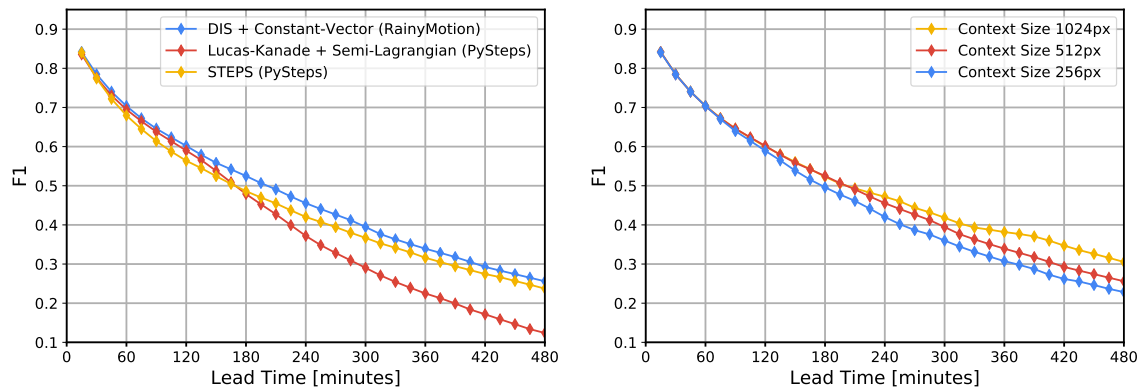 DIS + Constant-Vector (RainyMotion)
Lucas-Kanade + Semi-Lagrangian (PySteps)
STEPS (PySteps)
F1
0.9
0.8
0.7
0.6
0.5
0.4
0.3
0.2
0.1
0 60 120 180 240 300 360 420 480
Lead Time [minutes]
Context Size 1024px
Context Size 512px
Context Size 256px
F1
0.9
0.8
0.7
0.6
0.5
0.4
0.3
0.2
0.1
0 60 120 180 240 300 360 420 480
Lead Time [minutes]